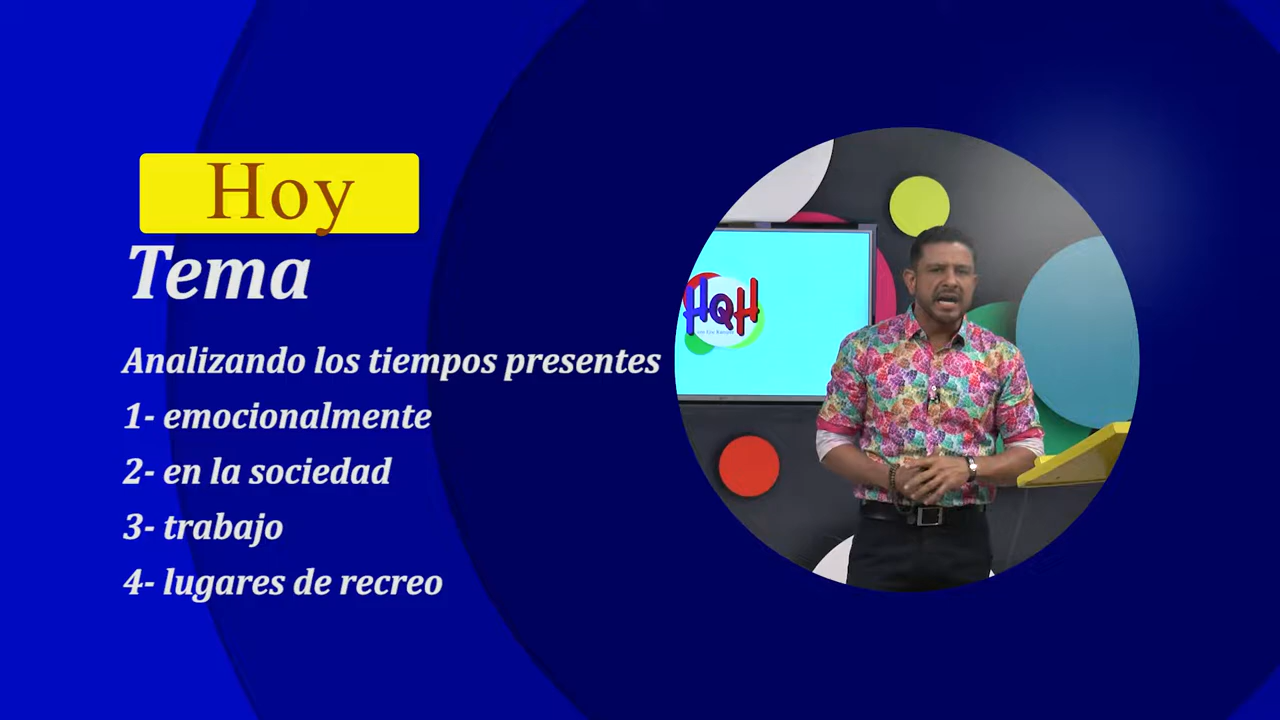 Hoy
Tema
Analizando los tiempos presentes
1- emocionalmente
2- en la sociedad
3- trabajo
4- lugares de recreo
HQH